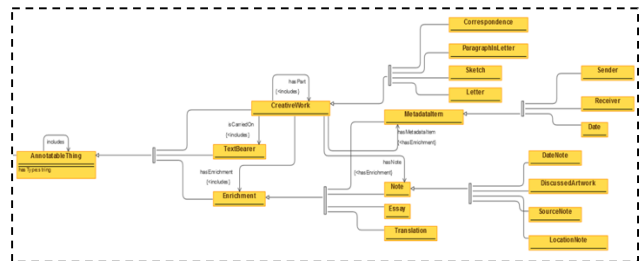 Correspondence
ParagraphInLetter
Sketch
Letter
hasPart
[<includes]
CreativeWork
isCarriedOn
[<includes]
TextBearer
includes
AnnotatableThing
hasEnrichment
[<includes]
Enrichment
MetadataItem
hasMetadataItem
[<hasEnrichment]
hasNote
[<hasEnrichment]
Note
Essay
Translation
Sender
Receiver
Date
DateNote
DiscussedArtwork
SourceNote
LocationNote